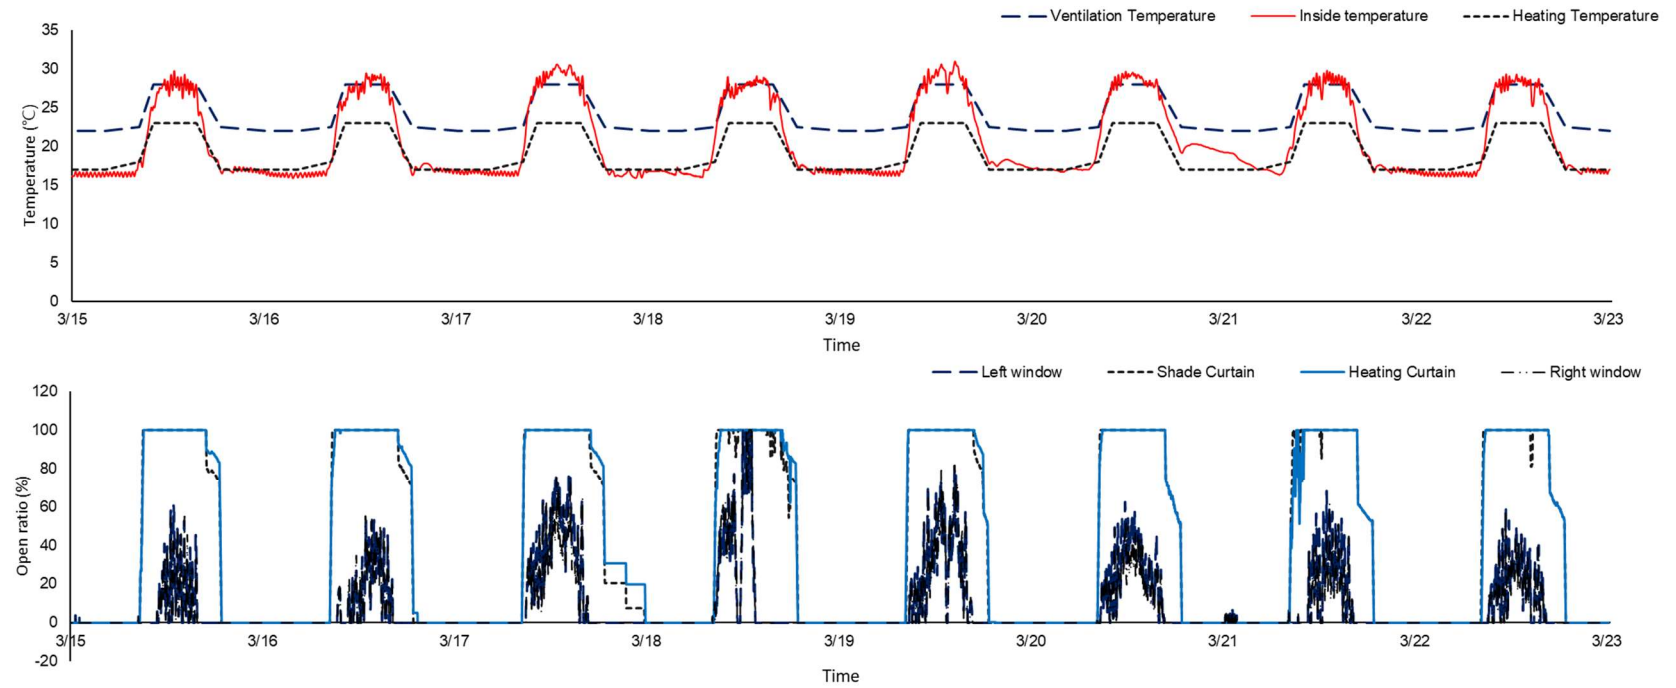 Ventilation Temperature Inside temperature Heating Temperature
35
30
25
20
15
10
5
0
Temperature (℃)
3/15 3/16 3/17 3/18 3/19 3/20 3/21 3/22 3/23
Time
Left window Shade Curtain Heating Curtain Right window
120
100
80
60
40
20
0
-20
Open ratio (%)
3/15 3/16 3/17 3/18 3/19 3/20 3/21 3/22 3/23
Time